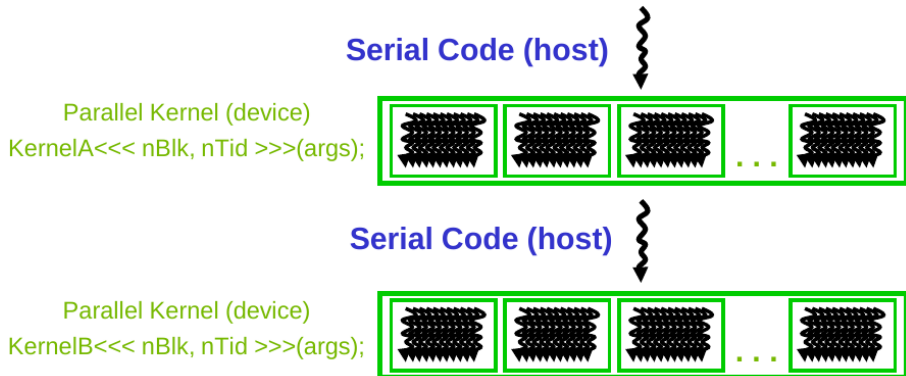 Serial Code (host)
Parallel Kernel (device)
KernelA<<< nBlk, nTid >>>(args);
. . .
Serial Code (host)
Parallel Kernel (device)
KernelB<<< nBlk, nTid >>>(args);
. . .